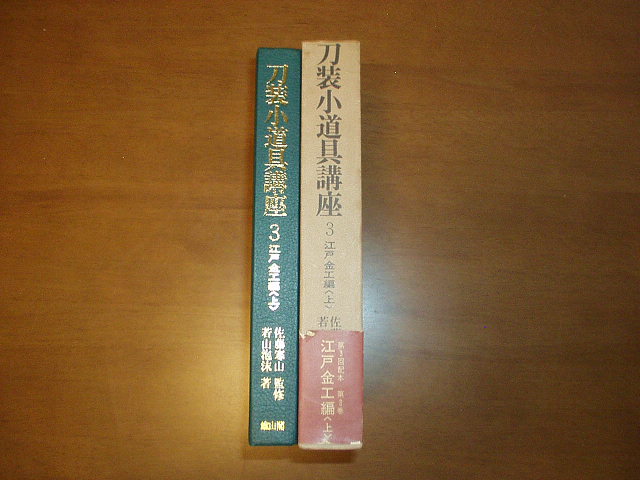 刀装小道具講座
3
江戸金工編〈上〉
佐藤寒山 監修
若山泡沫 著
雄山閣
刀装小道具講座
3
江戸金工編〈上〉
佐
若
第3回配本 第3巻
江戸金工編〈上〉